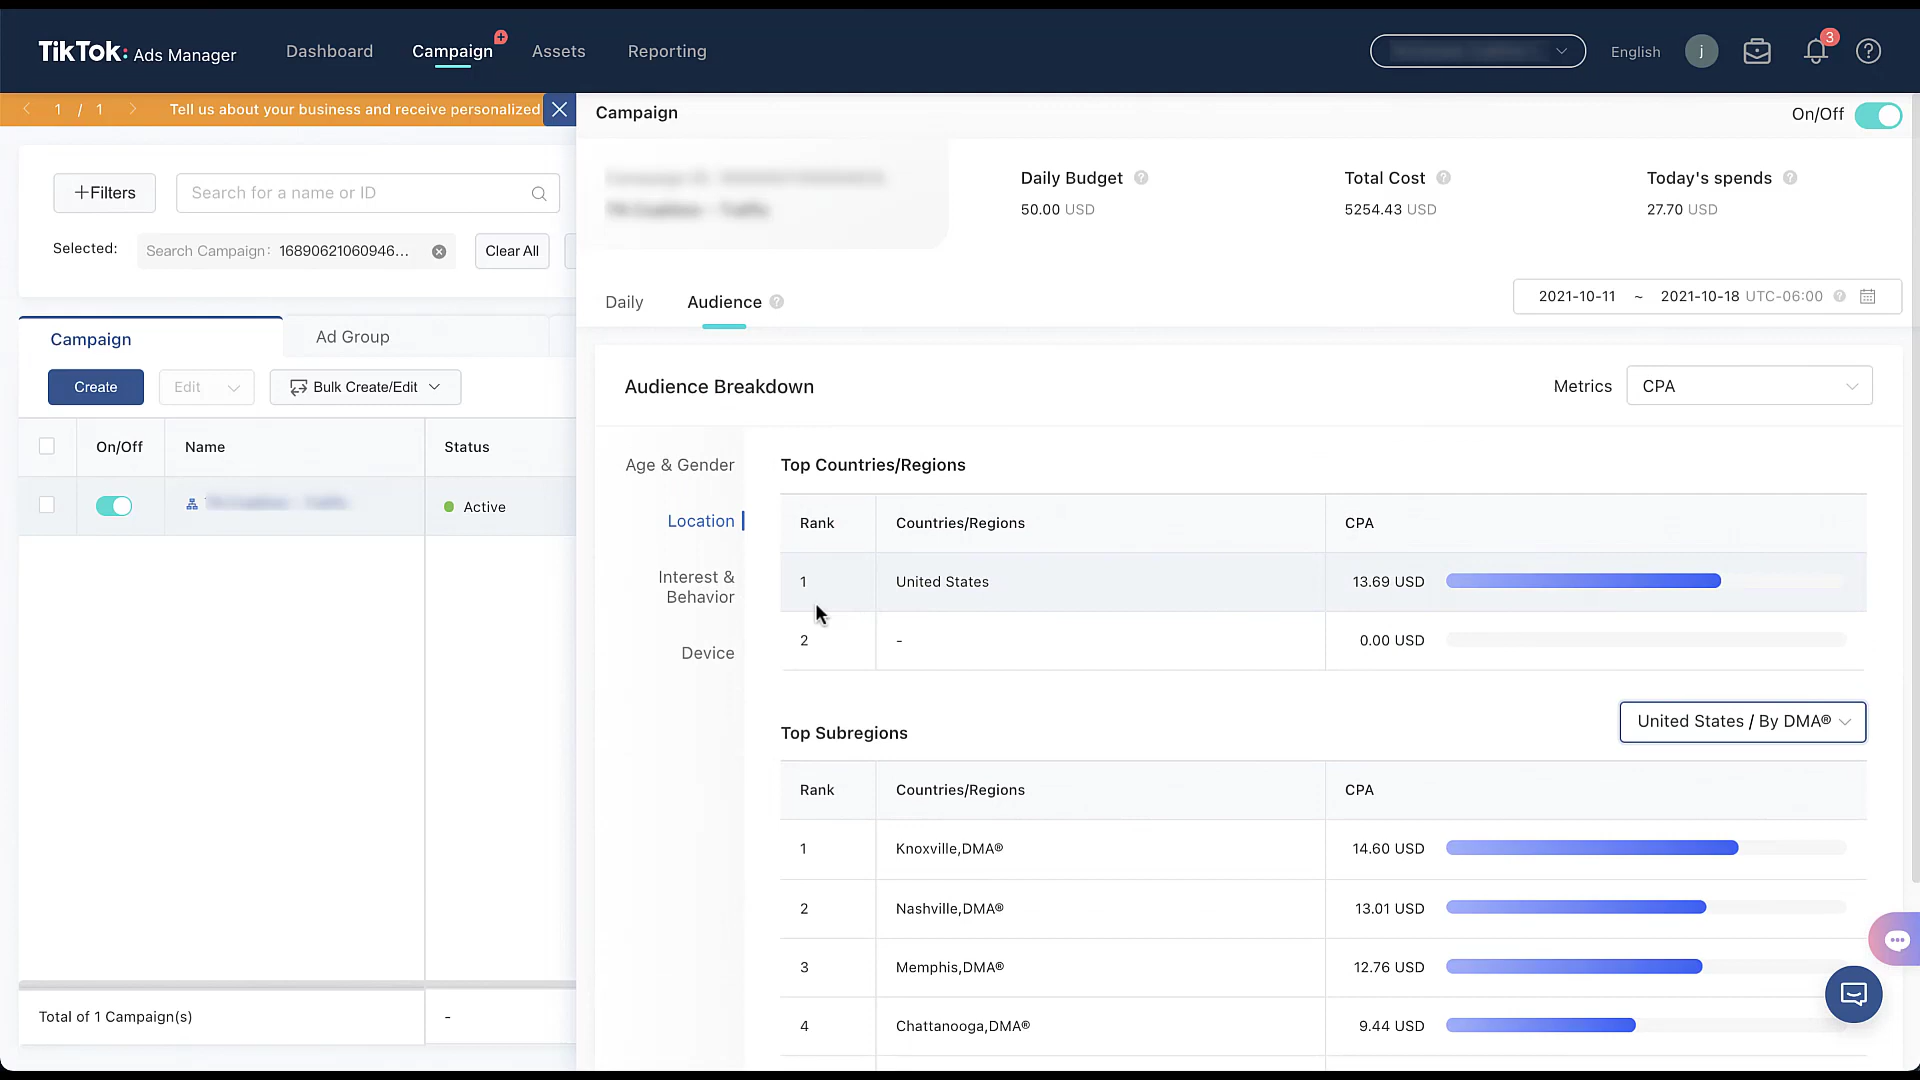 TikTok: Ads Manager
Dashboard
Campaign
Assets
Reporting
English
j
3
1 / 1
Tell us about your business and receive personalized
Campaign
On/Off
Daily Budget
50.00 USD
Total Cost
5254.43 USD
Today's spends
27.70 USD
+Filters
Search for a name or ID
Selected:
Search Campaign: 16890621060946...
Clear All
Daily
Audience
2021-10-11 ~ 2021-10-18 UTC-06:00
Campaign
Ad Group
Create
Edit
Bulk Create/Edit
On/Off
Name
Status
Active
Total of 1 Campaign(s)
-
Audience Breakdown
Metrics
CPA
Age & Gender
Location
Interest &
Behavior
Device
Top Countries/Regions
Rank Countries/Regions CPA
1 United States 13.69 USD
2 - 0.00 USD
Top Subregions
United States / By DMA®
Rank Countries/Regions CPA
1 Knoxville,DMA® 14.60 USD
2 Nashville,DMA® 13.01 USD
3 Memphis,DMA® 12.76 USD
4 Chattanooga,DMA® 9.44 USD